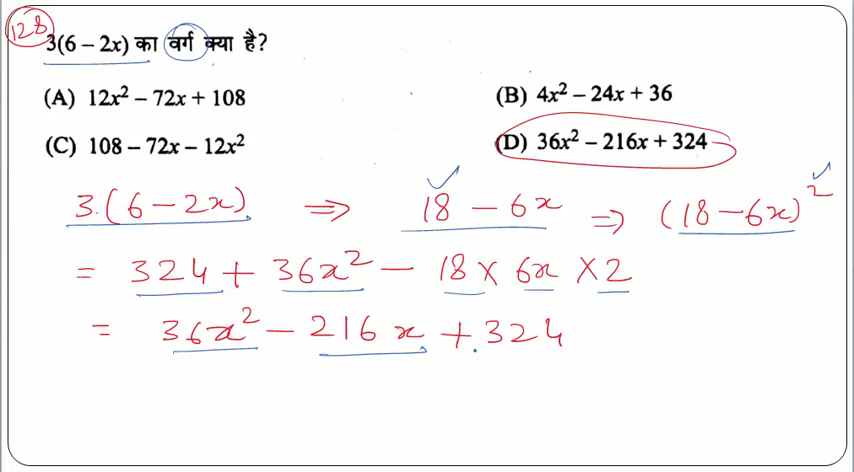 128
3(6 – 2x) का वर्ग क्या है?
(A) 12x² – 72x + 108
(B) 4x² – 24x + 36
(C) 108 – 72x – 12x²
(D) 36x² – 216x + 324
3.(6 – 2x) ⇒ 18 – 6x ⇒ (18 – 6x)²
= 324 + 36x² – 18 × 6x × 2
= 36x² – 216x + 324